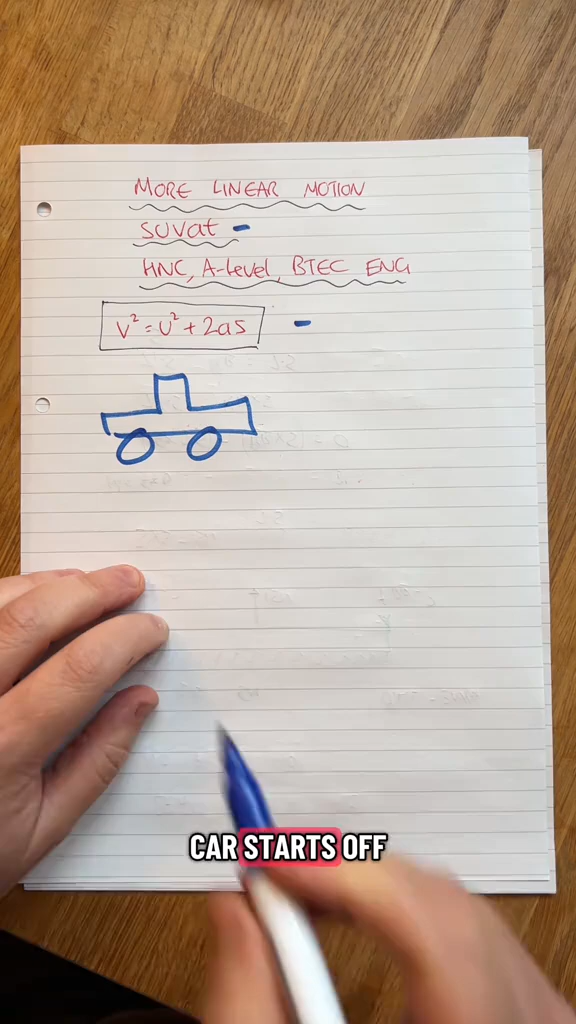 MORE LINEAR MOTION
SUVat -
HNC, A-Level, BTEC ENG
V² = U² + 2as -
CAR STARTS OFF